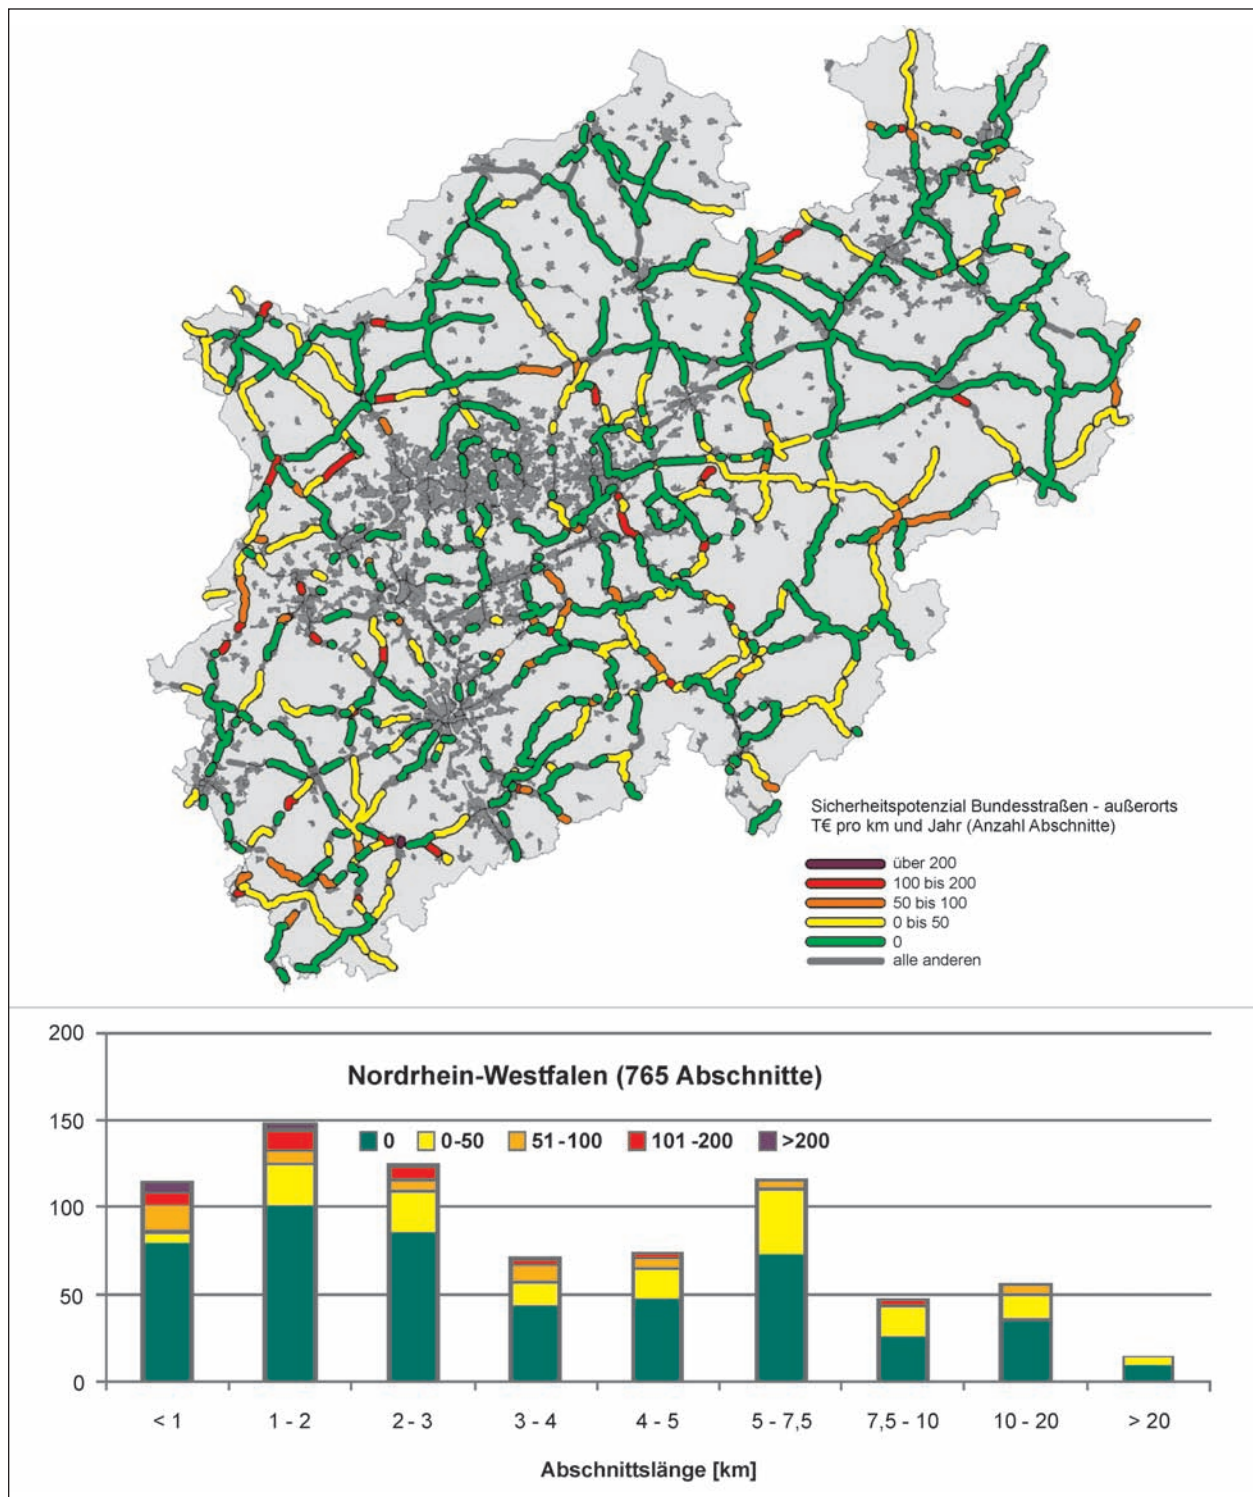 Sicherheitspotenzial Bundesstraßen - außerorts
T€ pro km und Jahr (Anzahl Abschnitte)
über 200
100 bis 200
50 bis 100
0 bis 50
0
alle anderen
200
Nordrhein-Westfalen (765 Abschnitte)
150
0 0-50 51-100 101-200 >200
100
50
0
< 1 1 - 2 2 - 3 3 - 4 4 - 5 5 - 7,5 7,5 - 10 10 - 20 > 20
Abschnittslänge [km]